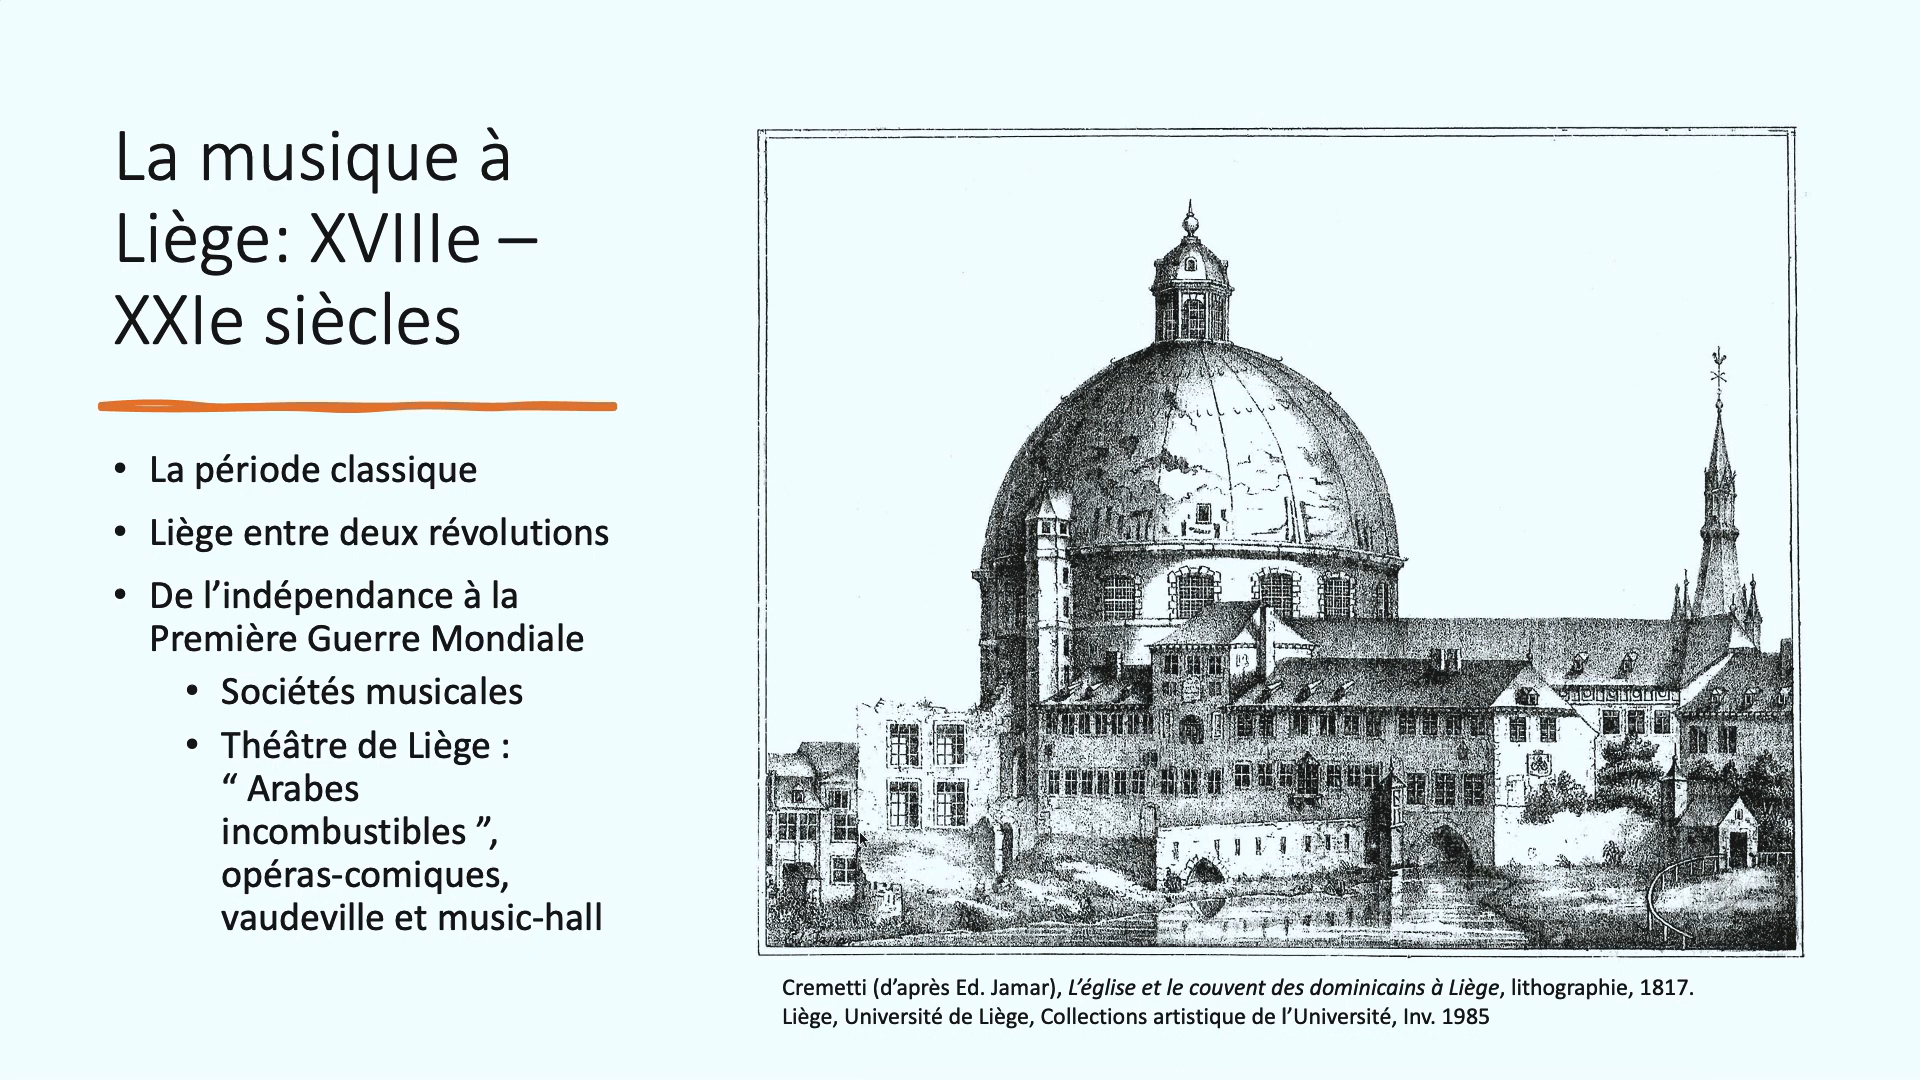 La musique à
Liège: XVIIIe –
XXIe siècles
• La période classique
• Liège entre deux révolutions
• De l’indépendance à la
Première Guerre Mondiale
• Sociétés musicales
• Théâtre de Liège :
“ Arabes
incombustibles ”,
opéras-comiques,
vaudeville et music-hall
Cremetti (d’après Ed. Jamar), L’église et le couvent des dominicains à Liège, lithographie, 1817.
Liège, Université de Liège, Collections artistique de l’Université, Inv. 1985